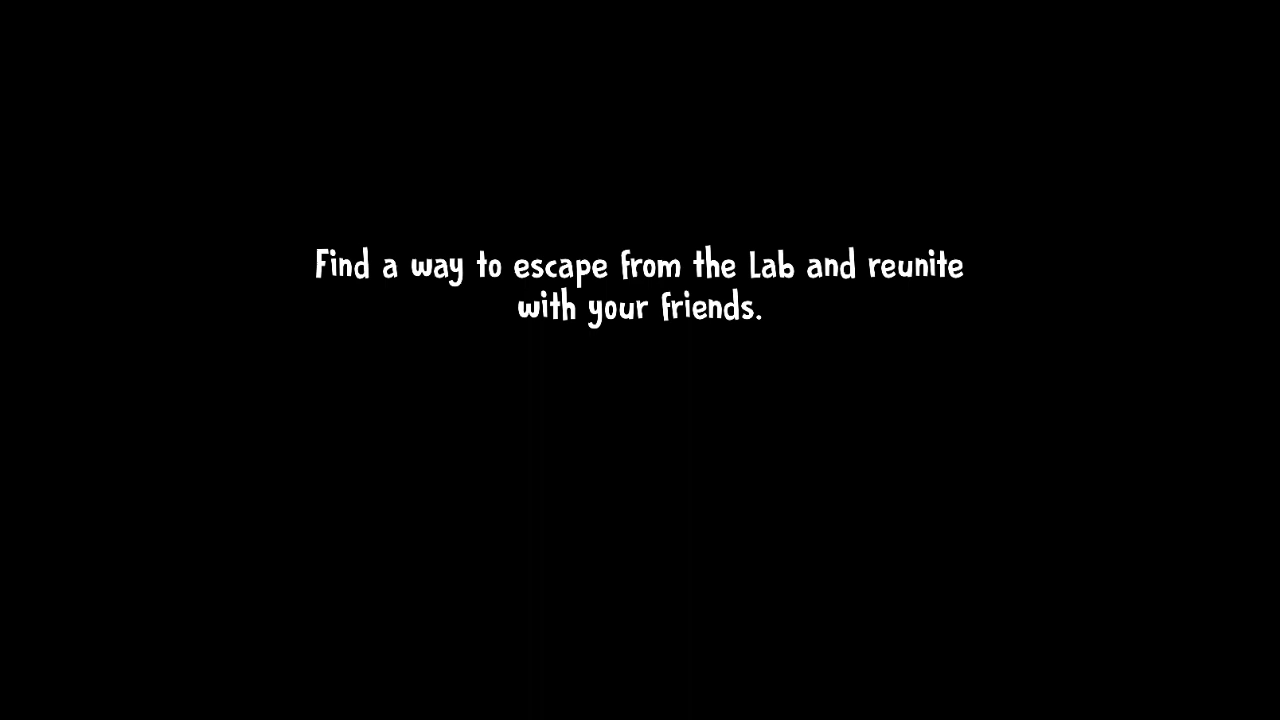 Find a way to escape from the Lab and reunite
with your friends.